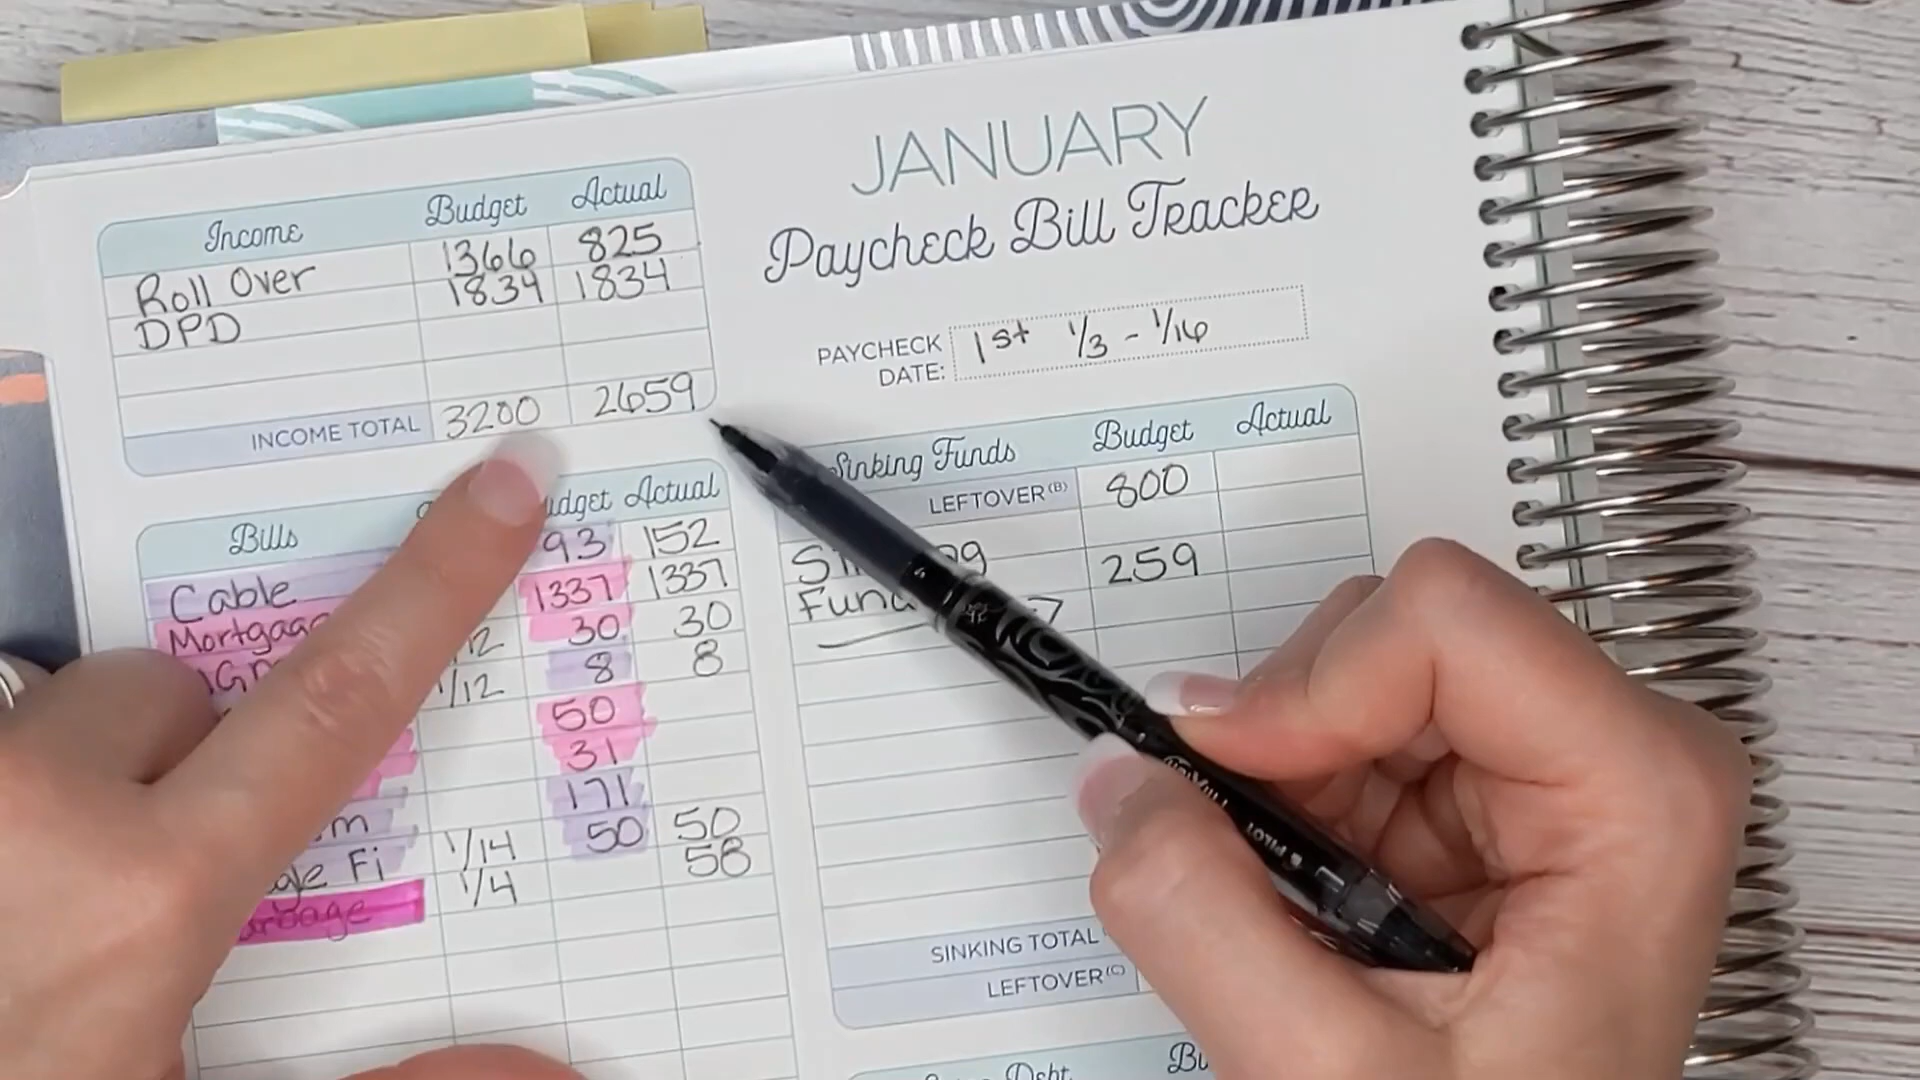 JANUARY
Paycheck Bill Tracker
PAYCHECK DATE: 1st 1/3 - 1/16
Income Budget Actual
Roll Over 1366 825
DPD 1834 1834
INCOME TOTAL 3200 2659
Bills Actual
Cable 93 152
Mortgage 1337 1337
1/12 30 30
1/12 8 8
50
31
171
1/14 50 50
Fi 1/4 58
Sinking Funds Budget Actual
LEFTOVER (B) 800
259
SINKING TOTAL
LEFTOVER (C)
PILOT